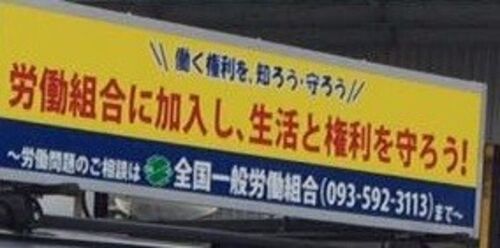 \\ 働く権利を、知ろう・守ろう //
労働組合に加入し、生活と権利を守ろう!
～労働問題のご相談は 全国一般労働組合(093-592-3113)まで～